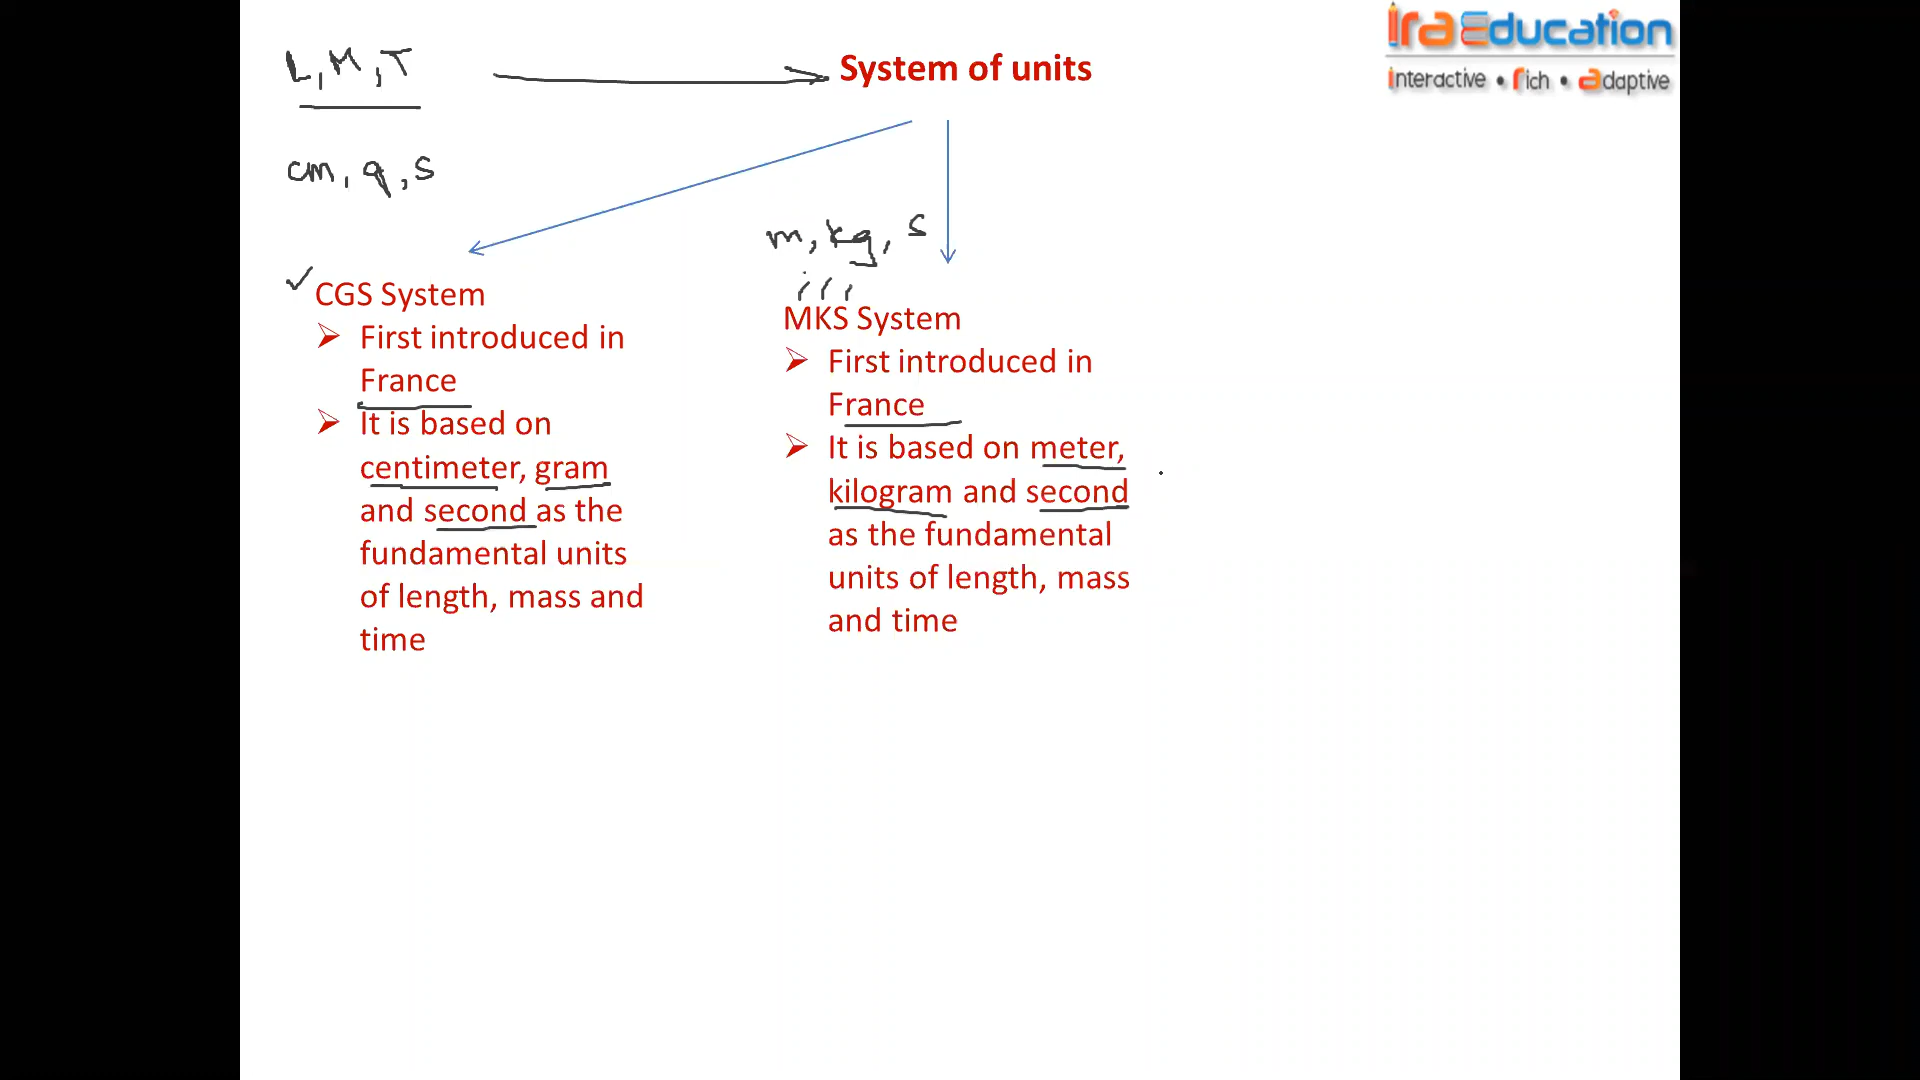 L, M, T
System of units
Ira Education
interactive • rich • adaptive
cm, g, s
m, kg, s
CGS System
First introduced in
France
It is based on
centimeter, gram
and second as the
fundamental units
of length, mass and
time
MKS System
First introduced in
France
It is based on meter,
kilogram and second
as the fundamental
units of length, mass
and time